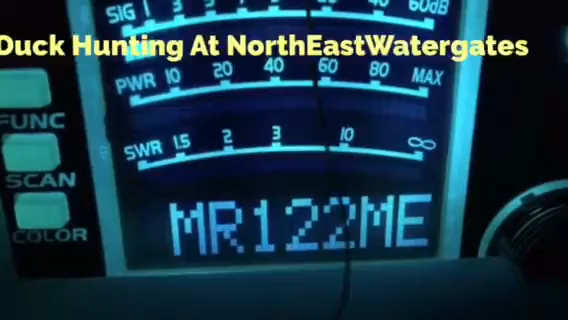 SIG 1 3 5 7 9 20 40 60dB
Duck Hunting At NorthEastWatergates
PWR 10 20 40 60 80 MAX
FUNC
SWR 1.5 2 3 10 ∞
SCAN
MR122ME
COLOR